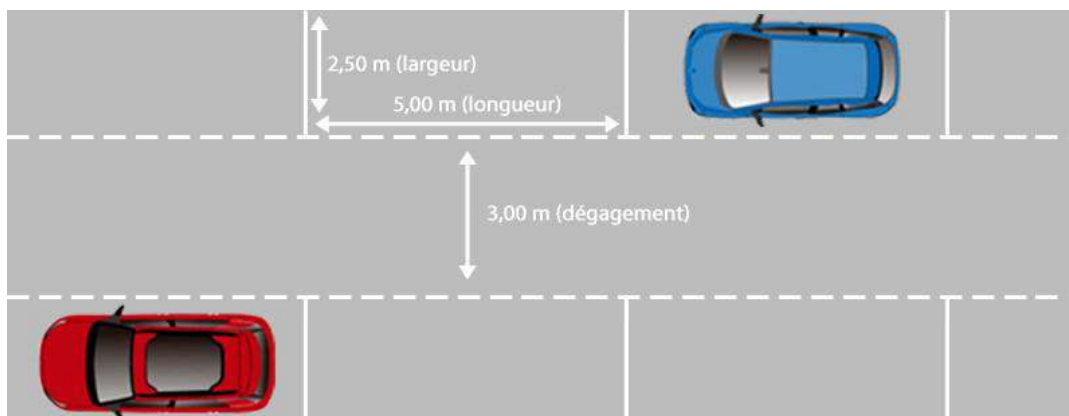 2,50 m (largeur)
5,00 m (longueur)
3,00 m (dégagement)